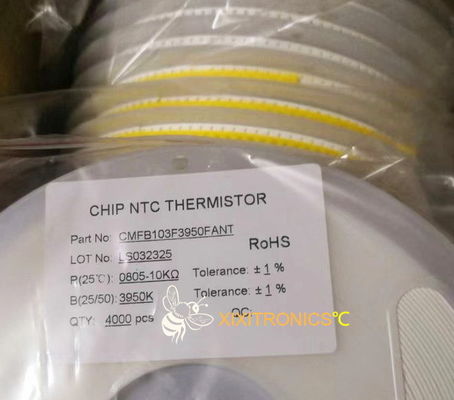 CHIP NTC THERMISTOR
Part No: CMFB103F3950FANT
LOT No: LS032325 RoHS
R(25℃): 0805-10KΩ Tolerance: ± 1 %
B(25/50): 3950K Tolerance: ± 1 %
QTY: 4000 pcs QC:
XIXITRONICS℃